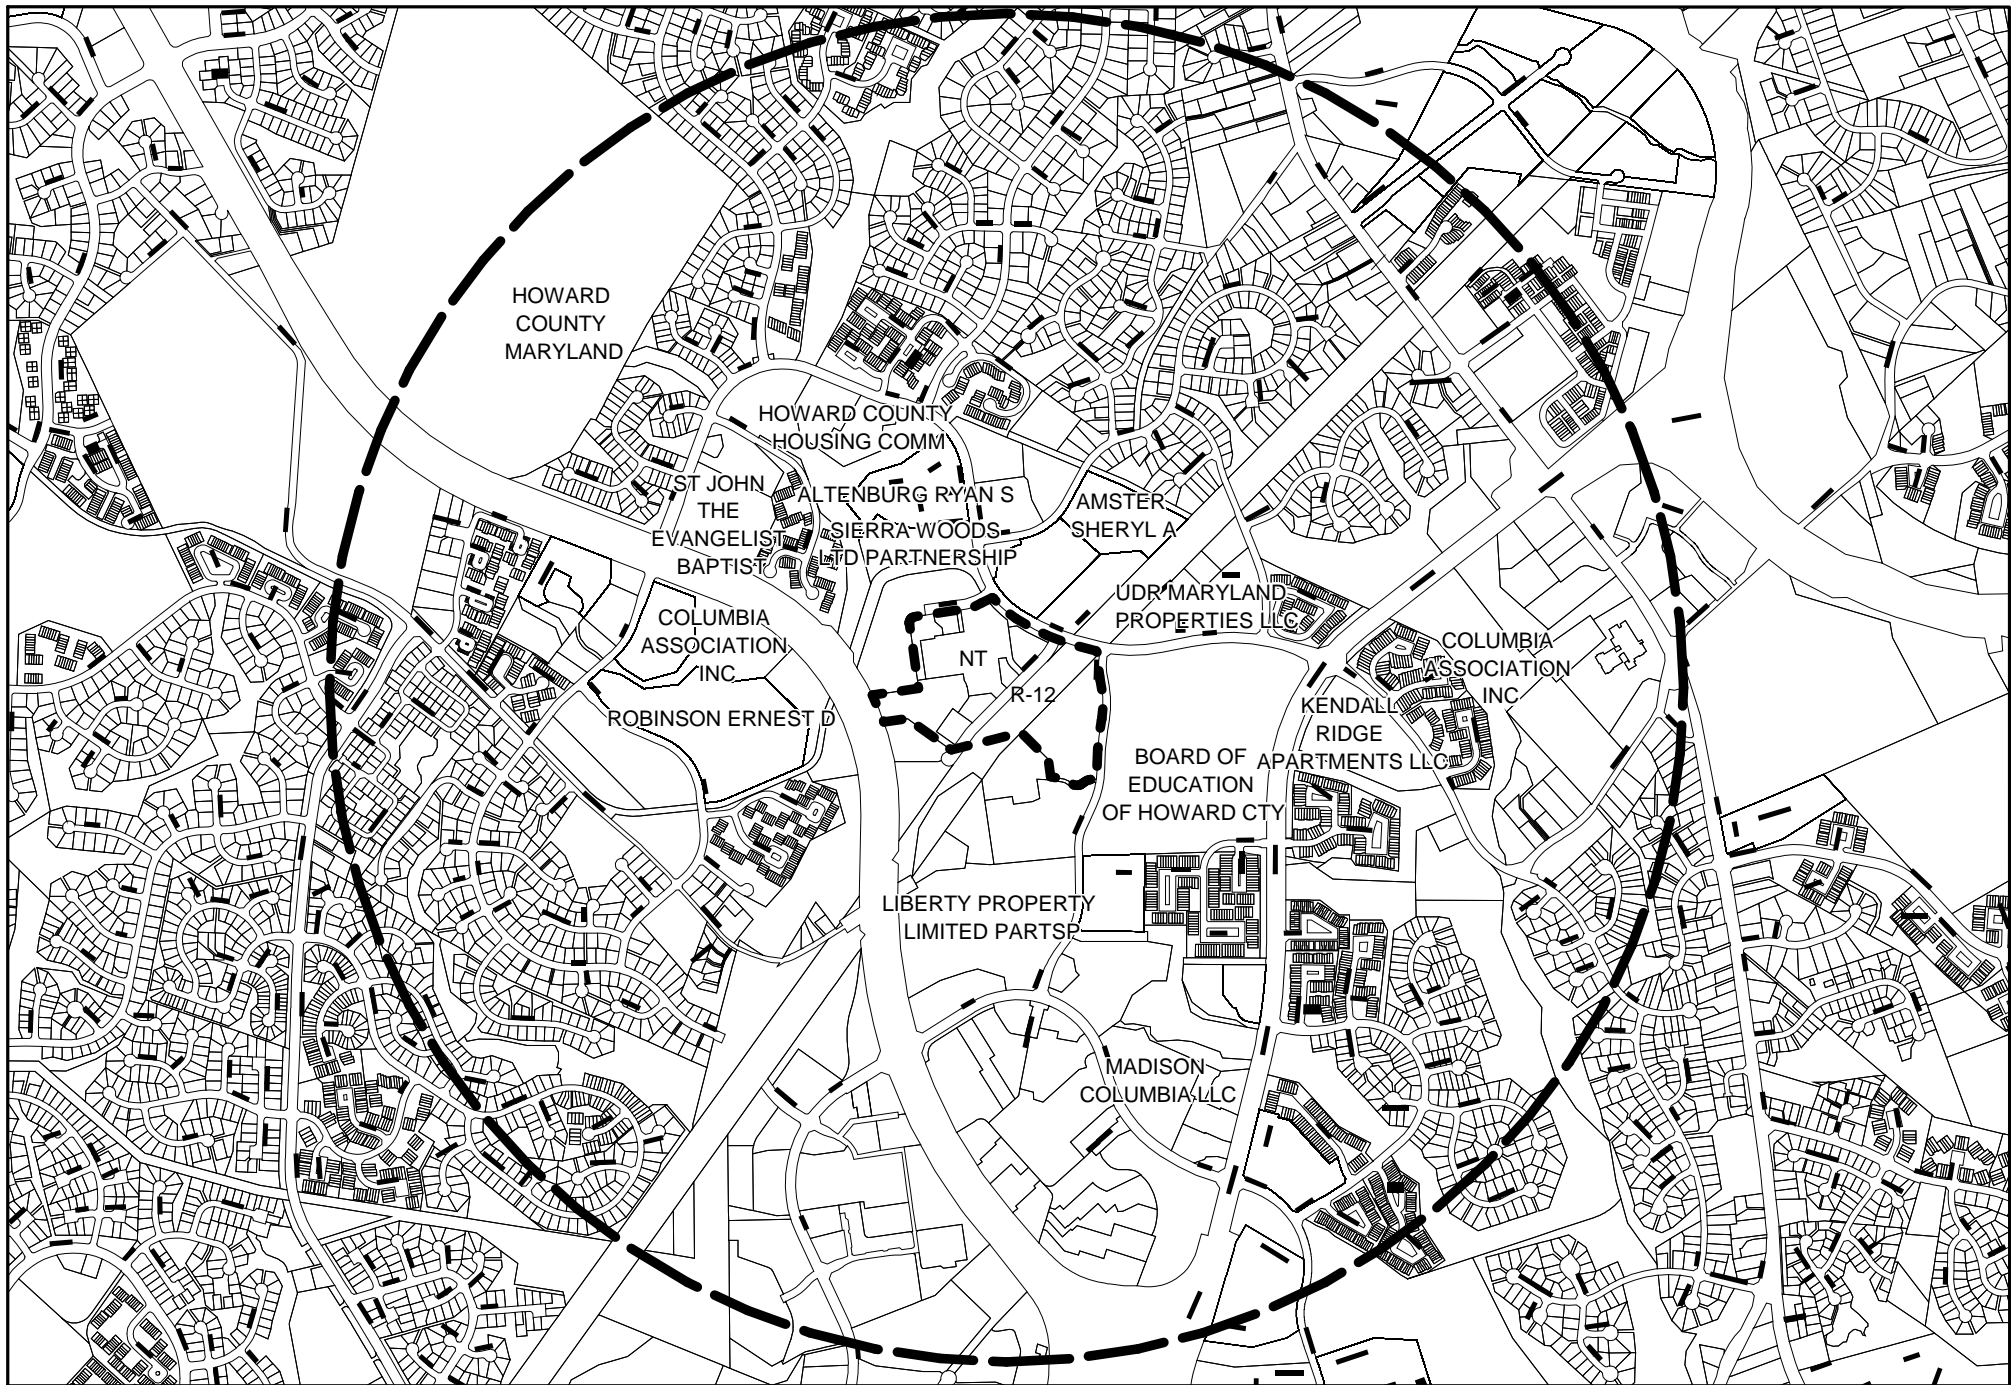 HOWARD
COUNTY
MARYLAND
HOWARD COUNTY
HOUSING COMM
ST JOHN
THE
EVANGELIST
BAPTIST
ALTENBURG RYAN S
SIERRA WOODS
LTD PARTNERSHIP
AMSTER
SHERYL A
UDR MARYLAND
PROPERTIES LLC
COLUMBIA
ASSOCIATION
INC
NT
R-12
COLUMBIA
ASSOCIATION
INC
ROBINSON ERNEST D
KENDALL
RIDGE
APARTMENTS LLC
BOARD OF
EDUCATION
OF HOWARD CTY
LIBERTY PROPERTY
LIMITED PARTSP
MADISON
COLUMBIA LLC